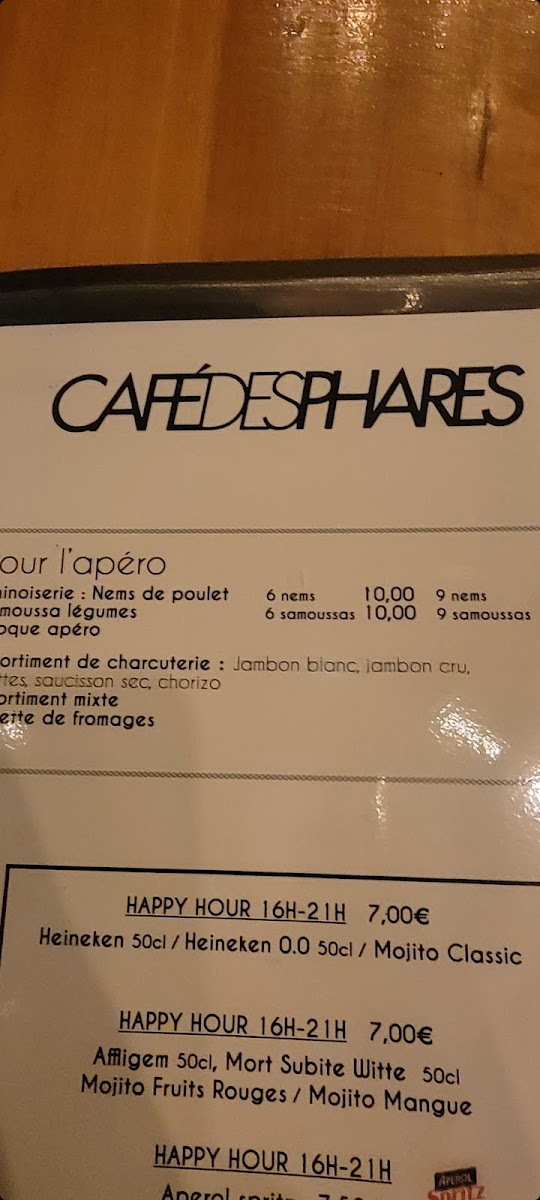 CAFÉDESPHARES
our l'apéro
inoiserie : Nems de poulet 6 nems 10,00 9 nems
moussa légumes 6 samoussas 10,00 9 samoussas
oque apéro
ortiment de charcuterie : Jambon blanc, jambon cru,
ttes, saucisson sec, chorizo
ortiment mixte
ette de fromages
HAPPY HOUR 16H-21H 7,00€
Heineken 50cl / Heineken 0.0 50cl / Mojito Classic
HAPPY HOUR 16H-21H 7,00€
Affligem 50cl, Mort Subite Witte 50cl
Mojito Fruits Rouges / Mojito Mangue
HAPPY HOUR 16H-21H
APEROL
Aperol spritz